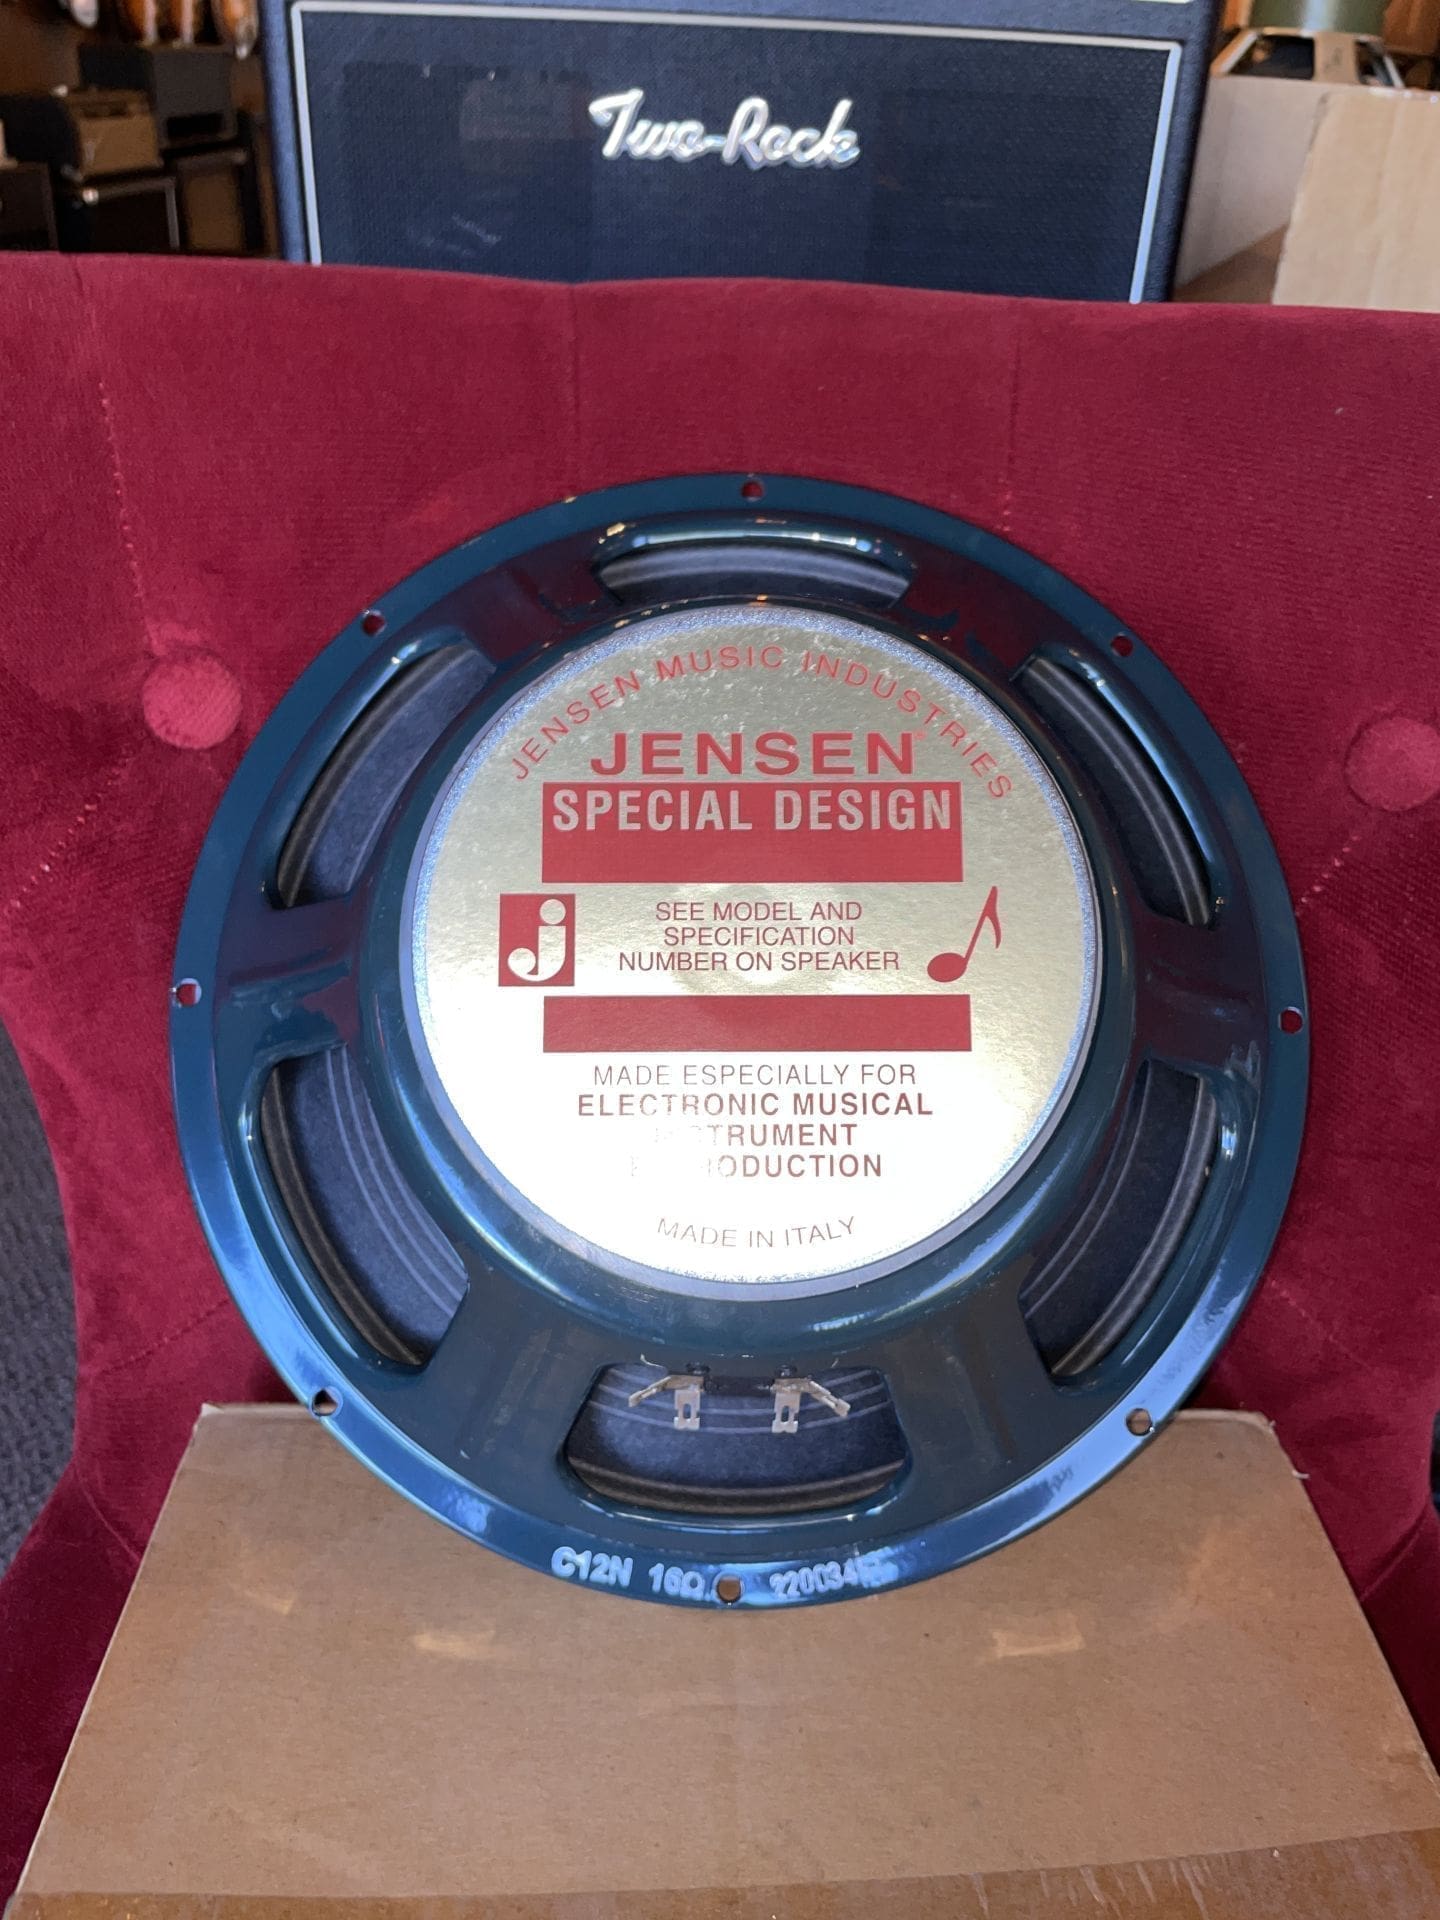 Two-Rock
JENSEN MUSIC INDUSTRIES
JENSEN
SPECIAL DESIGN
SEE MODEL AND
SPECIFICATION
NUMBER ON SPEAKER
j
MADE ESPECIALLY FOR
ELECTRONIC MUSICAL
INSTRUMENT
MADE IN ITALY
C12N 16Ω